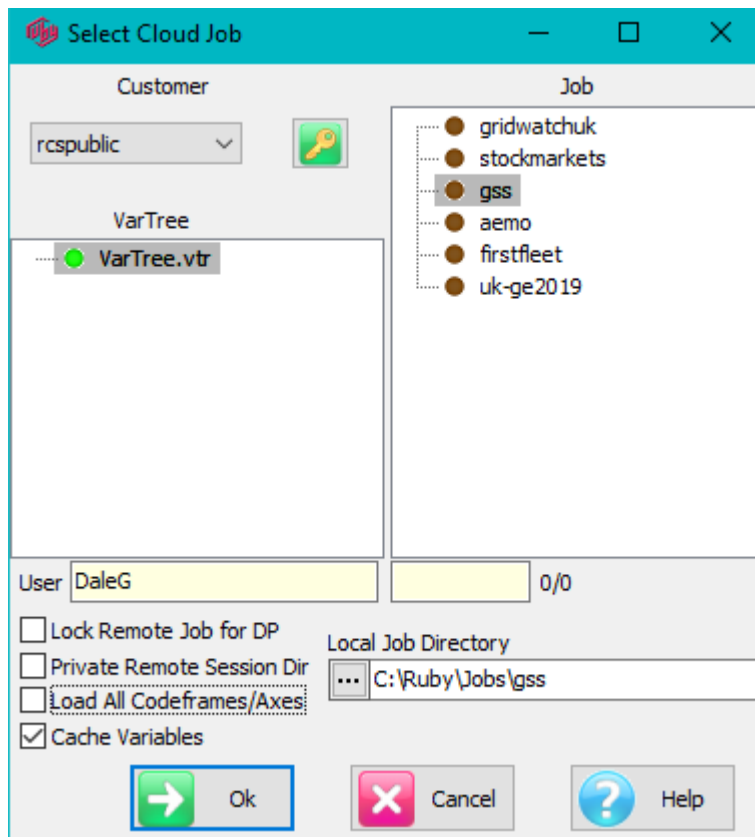 Select Cloud Job
Customer
rcspublic
VarTree
VarTree.vtr
Job
gridwatchuk
stockmarkets
gss
aemo
firstfleet
uk-ge2019
User DaleG
0/0
Lock Remote Job for DP
Private Remote Session Dir
Load All Codeframes/Axes
Cache Variables
Local Job Directory
... C:\Ruby\Jobs\gss
Ok
Cancel
Help